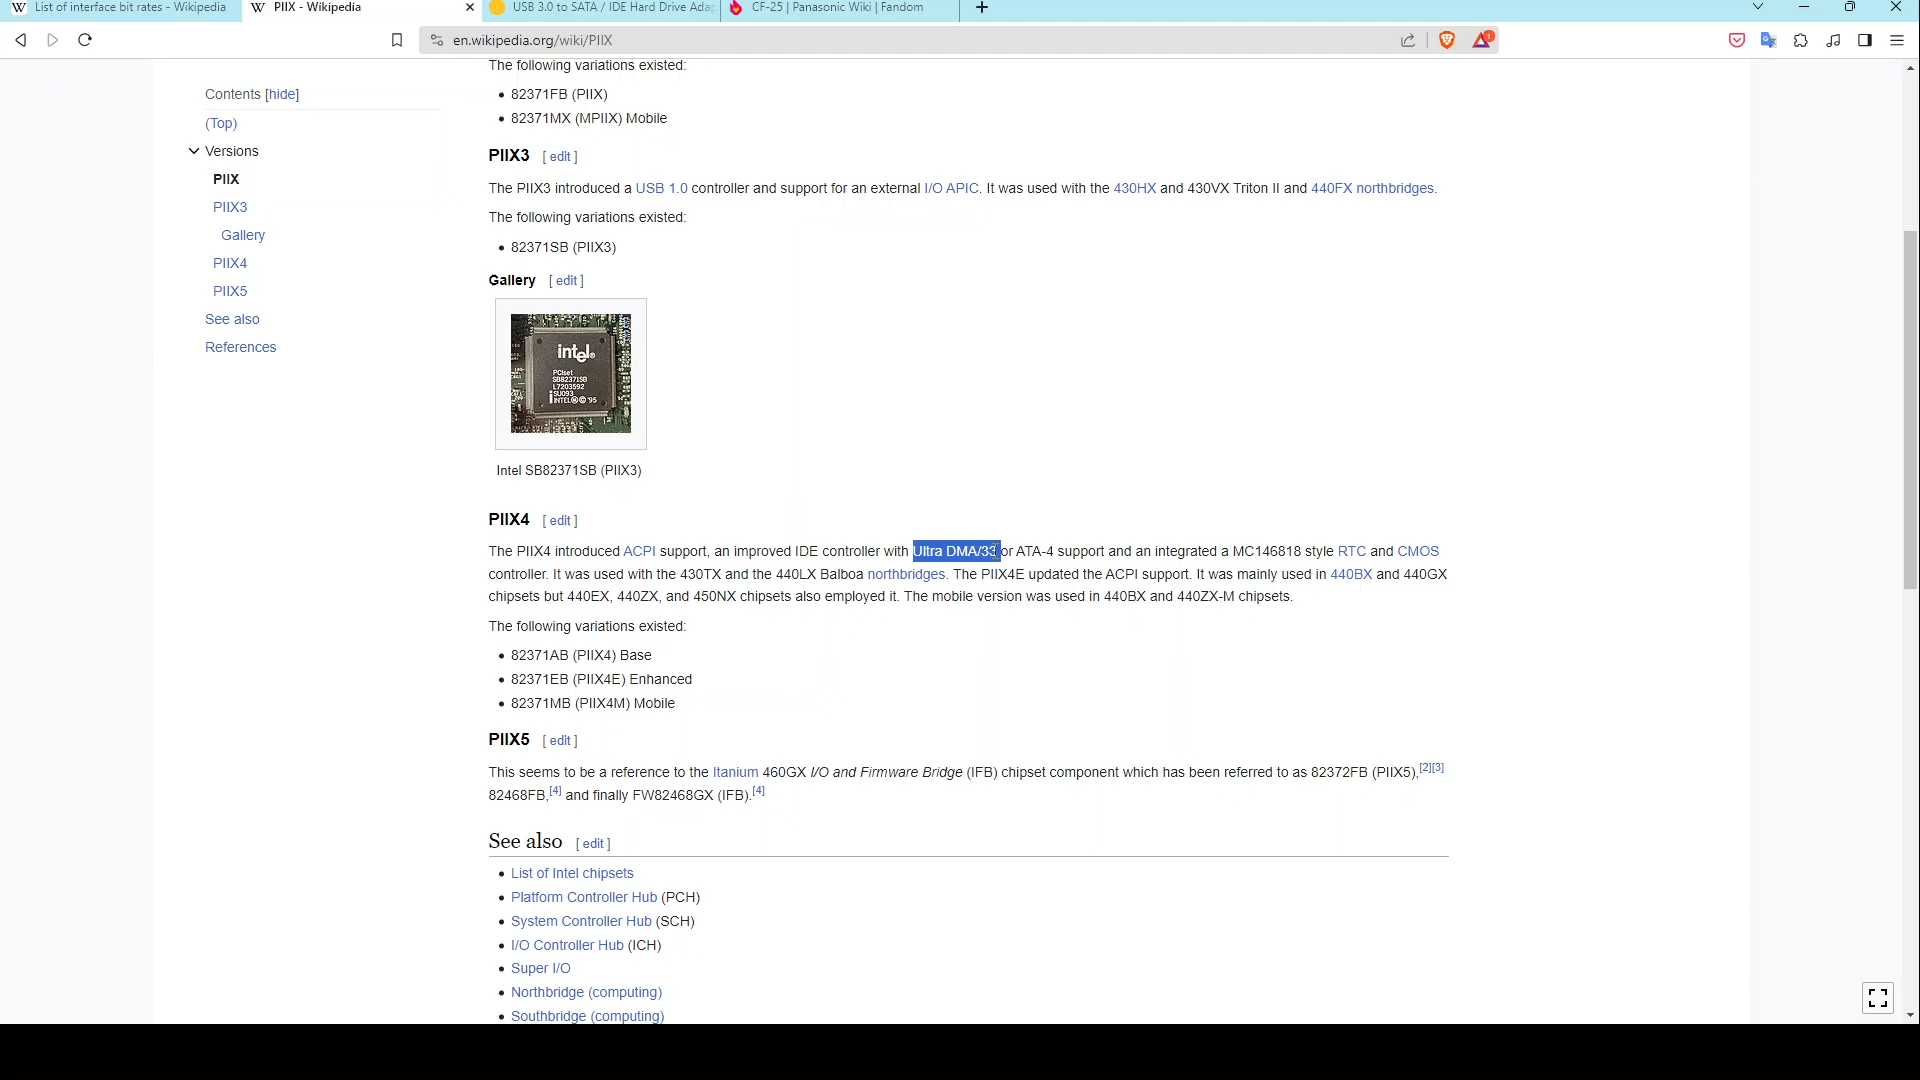 List of interface bit rates - Wikipedia
PIIX - Wikipedia
USB 3.0 to SATA / IDE Hard Drive Adap
CF-25 | Panasonic Wiki | Fandom
en.wikipedia.org/wiki/PIIX
1
Contents [hide]
(Top)
Versions
PIIX
PIIX3
Gallery
PIIX4
PIIX5
See also
References
The following variations existed:
82371FB (PIIX)
82371MX (MPIIX) Mobile
PIIX3 [ edit ]
The PIIX3 introduced a USB 1.0 controller and support for an external I/O APIC. It was used with the 430HX and 430VX Triton II and 440FX northbridges.
The following variations existed:
82371SB (PIIX3)
Gallery [ edit ]
intel®
PCIset
SB82371SB
L7203592
SU093
INTEL Ⓜ © '95
Intel SB82371SB (PIIX3)
PIIX4 [ edit ]
The PIIX4 introduced ACPI support, an improved IDE controller with Ultra DMA/33 or ATA-4 support and an integrated a MC146818 style RTC and CMOS
controller. It was used with the 430TX and the 440LX Balboa northbridges. The PIIX4E updated the ACPI support. It was mainly used in 440BX and 440GX
chipsets but 440EX, 440ZX, and 450NX chipsets also employed it. The mobile version was used in 440BX and 440ZX-M chipsets.
The following variations existed:
82371AB (PIIX4) Base
82371EB (PIIX4E) Enhanced
82371MB (PIIX4M) Mobile
PIIX5 [ edit ]
This seems to be a reference to the Itanium 460GX I/O and Firmware Bridge (IFB) chipset component which has been referred to as 82372FB (PIIX5),[2][3]
82468FB,[4] and finally FW82468GX (IFB).[4]
See also [ edit ]
List of Intel chipsets
Platform Controller Hub (PCH)
System Controller Hub (SCH)
I/O Controller Hub (ICH)
Super I/O
Northbridge (computing)
Southbridge (computing)